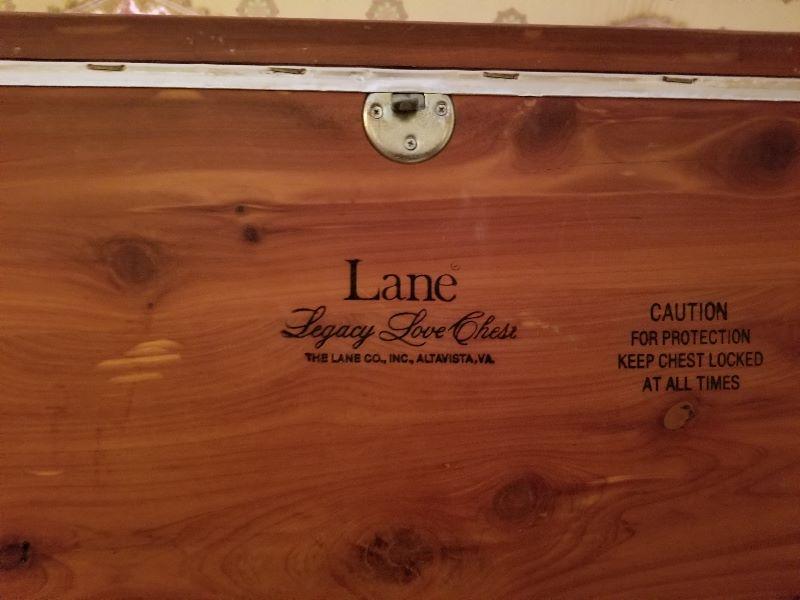 Lane®
Legacy Love Chest
THE LANE CO., INC., ALTAVISTA, VA.
CAUTION
FOR PROTECTION
KEEP CHEST LOCKED
AT ALL TIMES